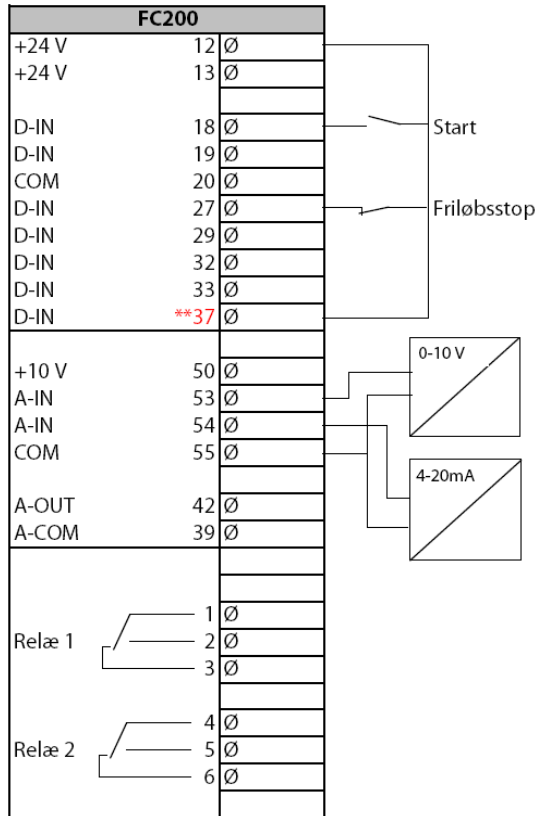 FC200
+24 V 12 Ø
+24 V 13 Ø
D-IN 18 Ø Start
D-IN 19 Ø
COM 20 Ø
D-IN 27 Ø Friløbsstop
D-IN 29 Ø
D-IN 32 Ø
D-IN 33 Ø
D-IN **37 Ø
0-10 V
+10 V 50 Ø
A-IN 53 Ø
A-IN 54 Ø
COM 55 Ø
4-20mA
A-OUT 42 Ø
A-COM 39 Ø
1 Ø
Relæ 1 2 Ø
3 Ø
4 Ø
Relæ 2 5 Ø
6 Ø